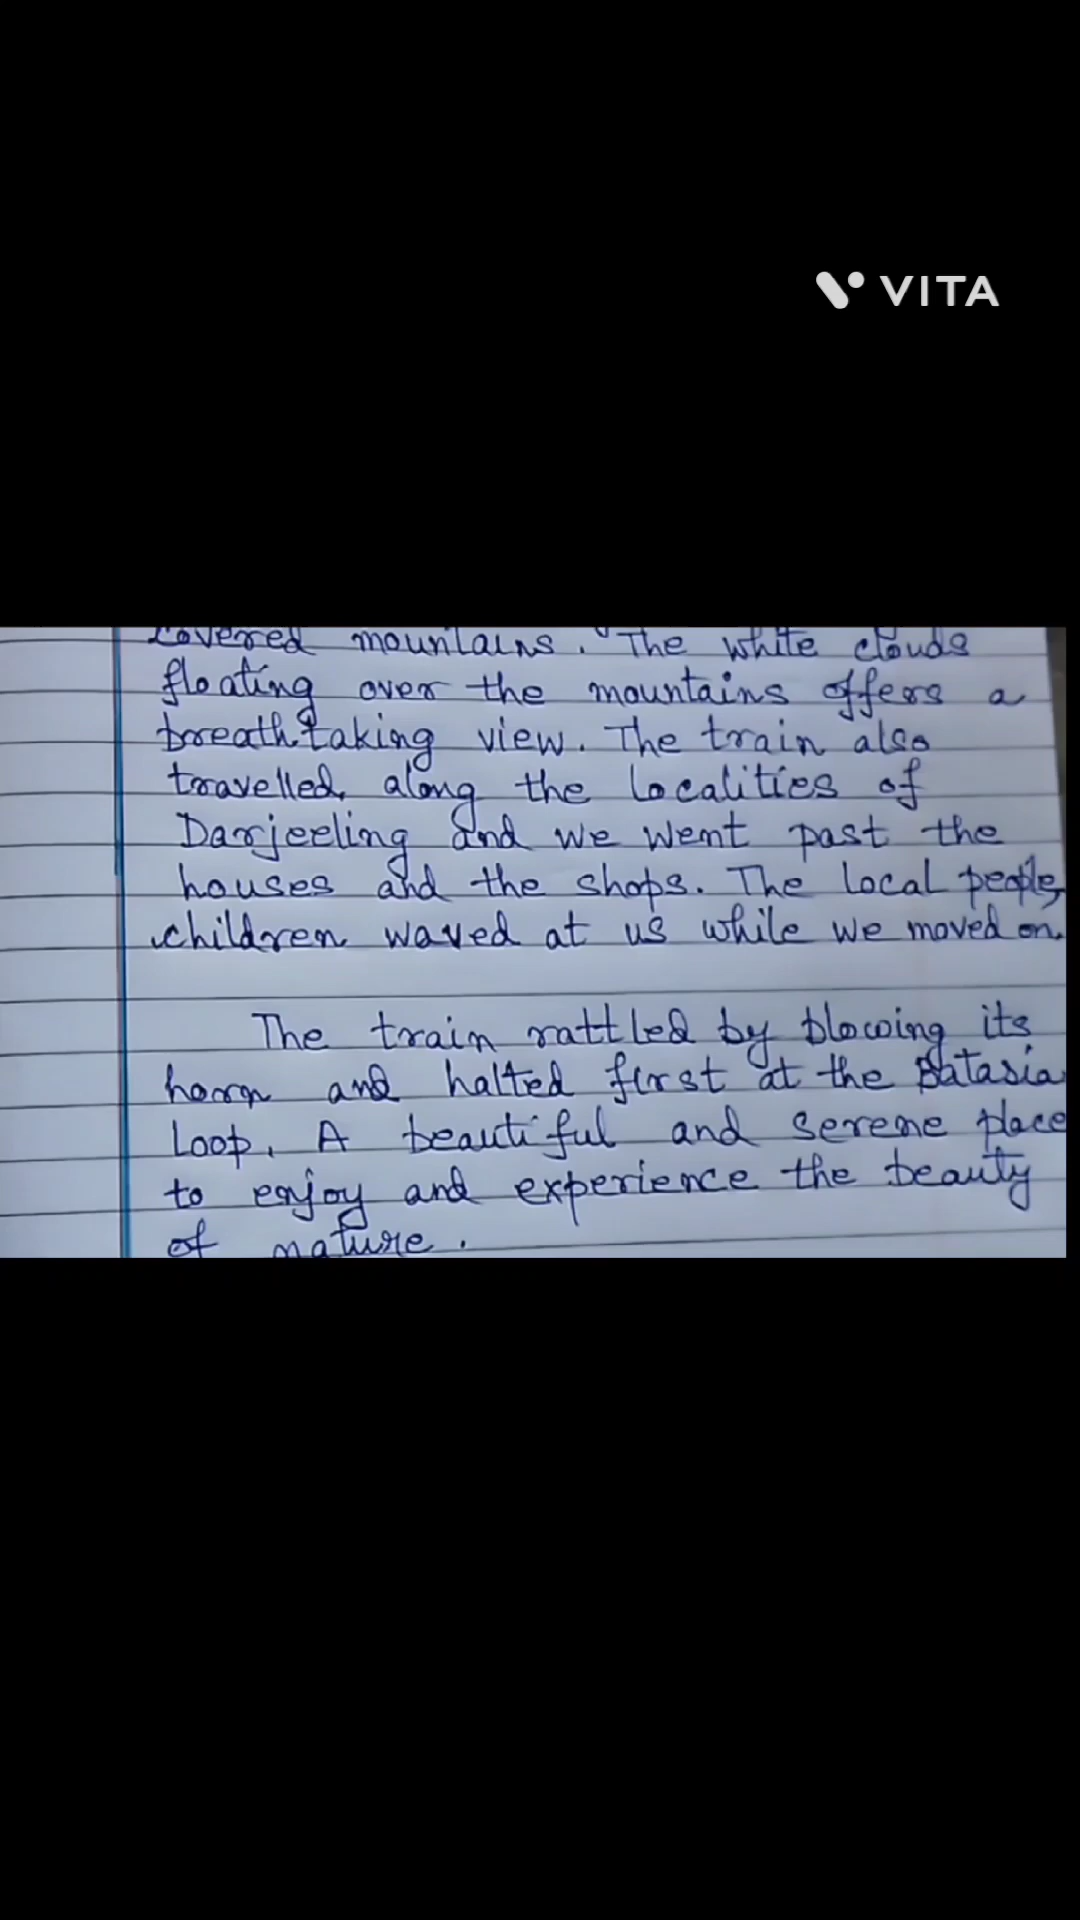 VITA
covered mountains. The white clouds
floating over the mountains offers a
breathtaking view. The train also
travelled along the localities of
Darjeeling and we went past the
houses and the shops. The local people,
children waved at us while we moved on.
The train rattled by blowing its
horn and halted first at the Batasia
Loop. A beautiful and serene place
to enjoy and experience the beauty
of nature.